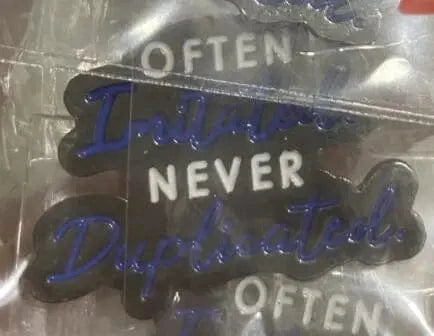 OFTEN
Imitated,
NEVER
Duplicated.
OFTEN